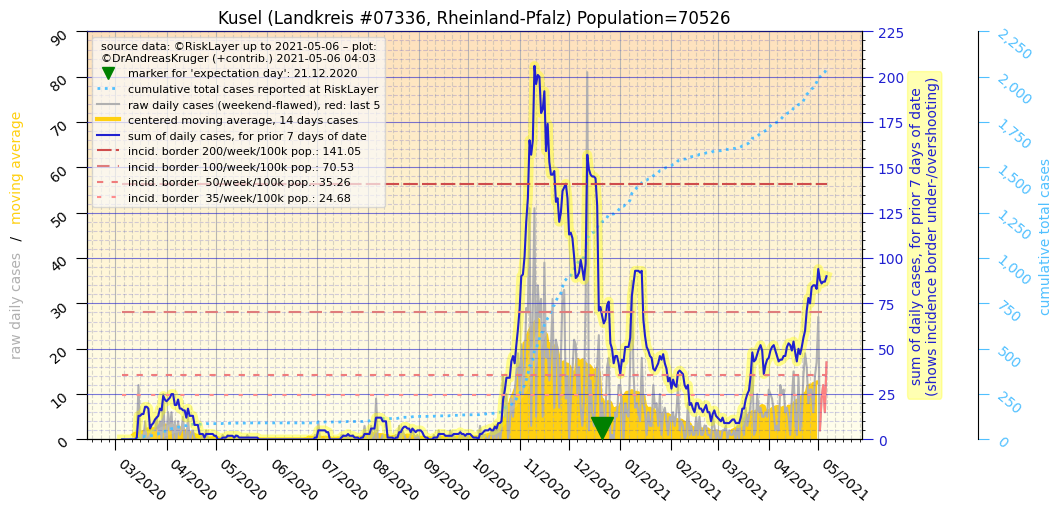 Kusel (Landkreis #07336, Rheinland-Pfalz) Population=70526
source data: ©RiskLayer up to 2021-05-06 – plot:
©DrAndreasKruger (+contrib.) 2021-05-06 04:03
marker for 'expectation day': 21.12.2020
cumulative total cases reported at RiskLayer
raw daily cases (weekend-flawed), red: last 5
centered moving average, 14 days cases
sum of daily cases, for prior 7 days of date
incid. border 200/week/100k pop.: 141.05
incid. border 100/week/100k pop.: 70.53
incid. border  50/week/100k pop.: 35.26
incid. border  35/week/100k pop.: 24.68
raw daily cases / moving average
90
80
70
60
50
40
30
20
10
0
225
200
175
150
125
100
75
50
25
0
sum of daily cases, for prior 7 days of date
(shows incidence border under-/overshooting)
2,250
2,000
1,750
1,500
1,250
1,000
750
500
250
0
cumulative total cases
03/2020
04/2020
05/2020
06/2020
07/2020
08/2020
09/2020
10/2020
11/2020
12/2020
01/2021
02/2021
03/2021
04/2021
05/2021